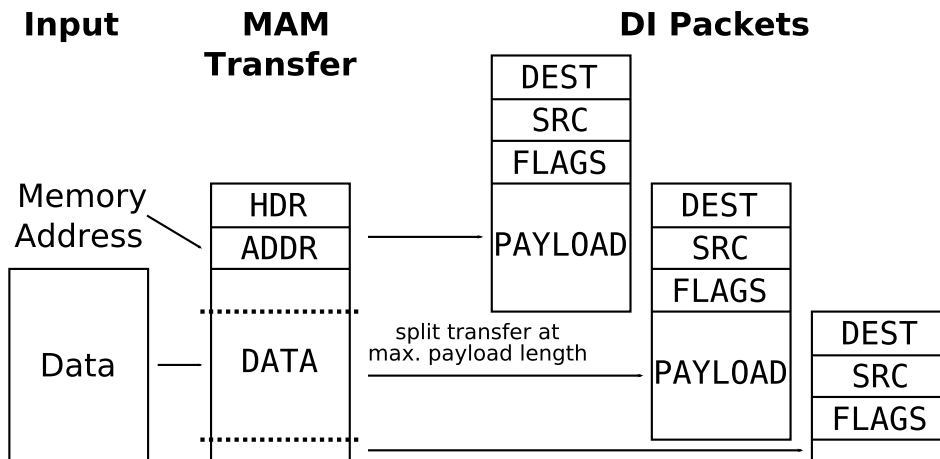 Input
MAM
Transfer
DI Packets
Memory
Address
Data
HDR
ADDR
DATA
split transfer at
max. payload length
DEST
SRC
FLAGS
PAYLOAD
DEST
SRC
FLAGS
PAYLOAD
DEST
SRC
FLAGS